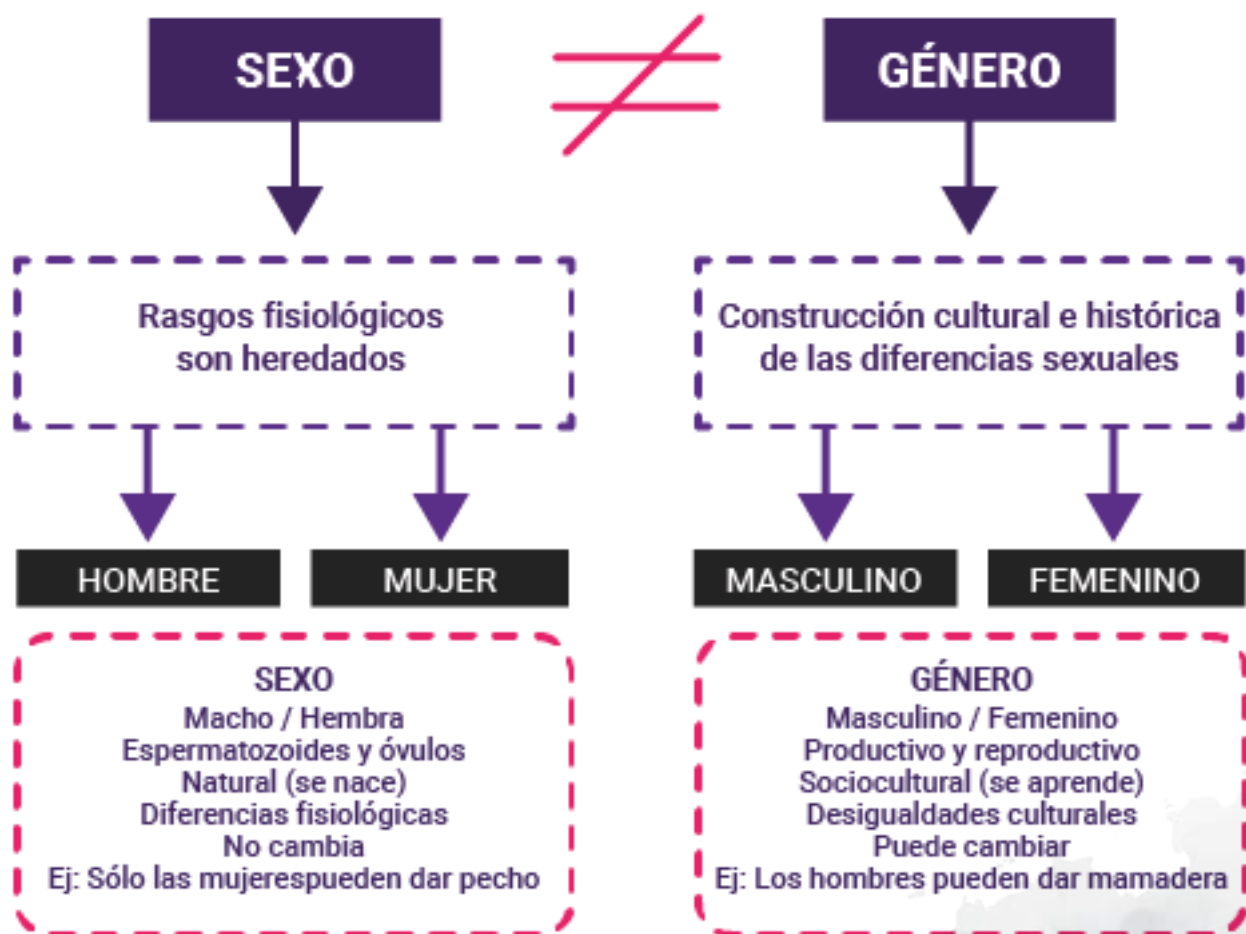 SEXO
GÉNERO
Rasgos fisiológicos
son heredados
Construcción cultural e histórica
de las diferencias sexuales
HOMBRE
MUJER
MASCULINO
FEMENINO
SEXO
Macho / Hembra
Espermatozoides y óvulos
Natural (se nace)
Diferencias fisiológicas
No cambia
Ej: Sólo las mujerespueden dar pecho
GÉNERO
Masculino / Femenino
Productivo y reproductivo
Sociocultural (se aprende)
Desigualdades culturales
Puede cambiar
Ej: Los hombres pueden dar mamadera